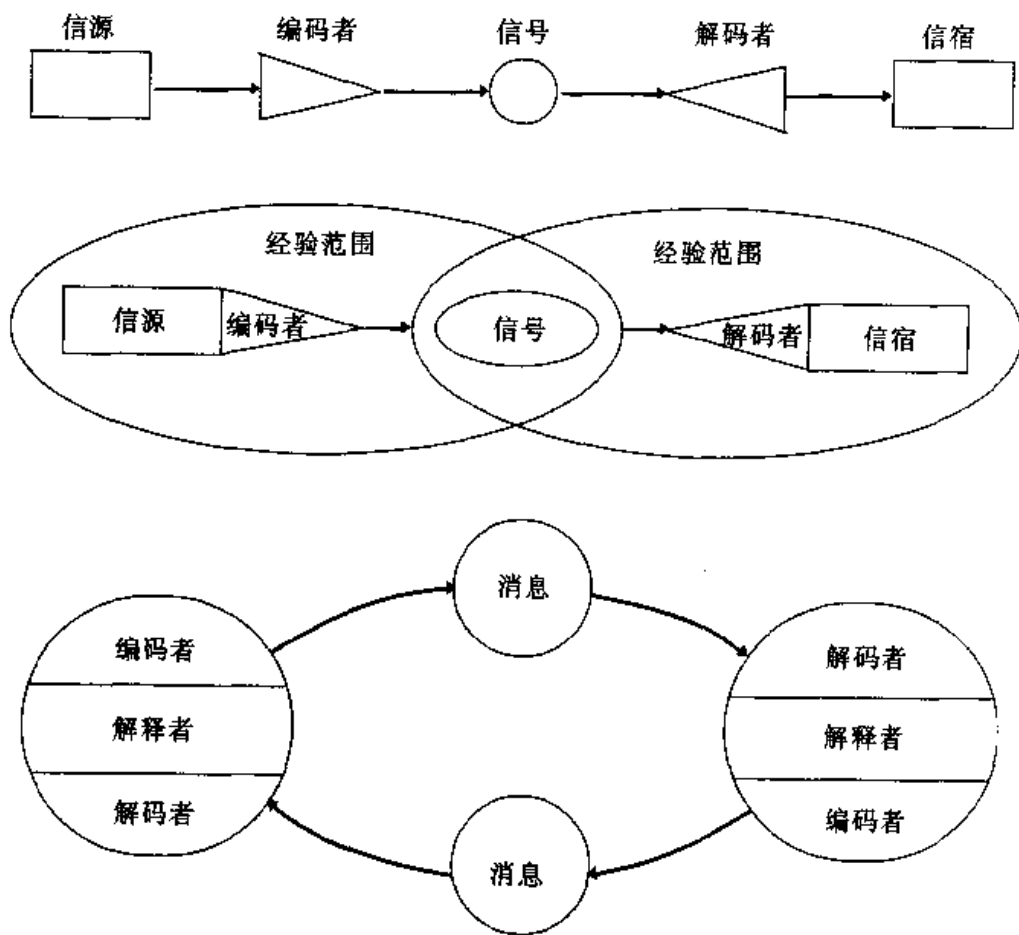 信源
编码者
信号
解码者
信宿
经验范围
经验范围
信源
编码者
信号
解码者
信宿
消息
编码者
解释者
解码者
解码者
解释者
编码者
消息